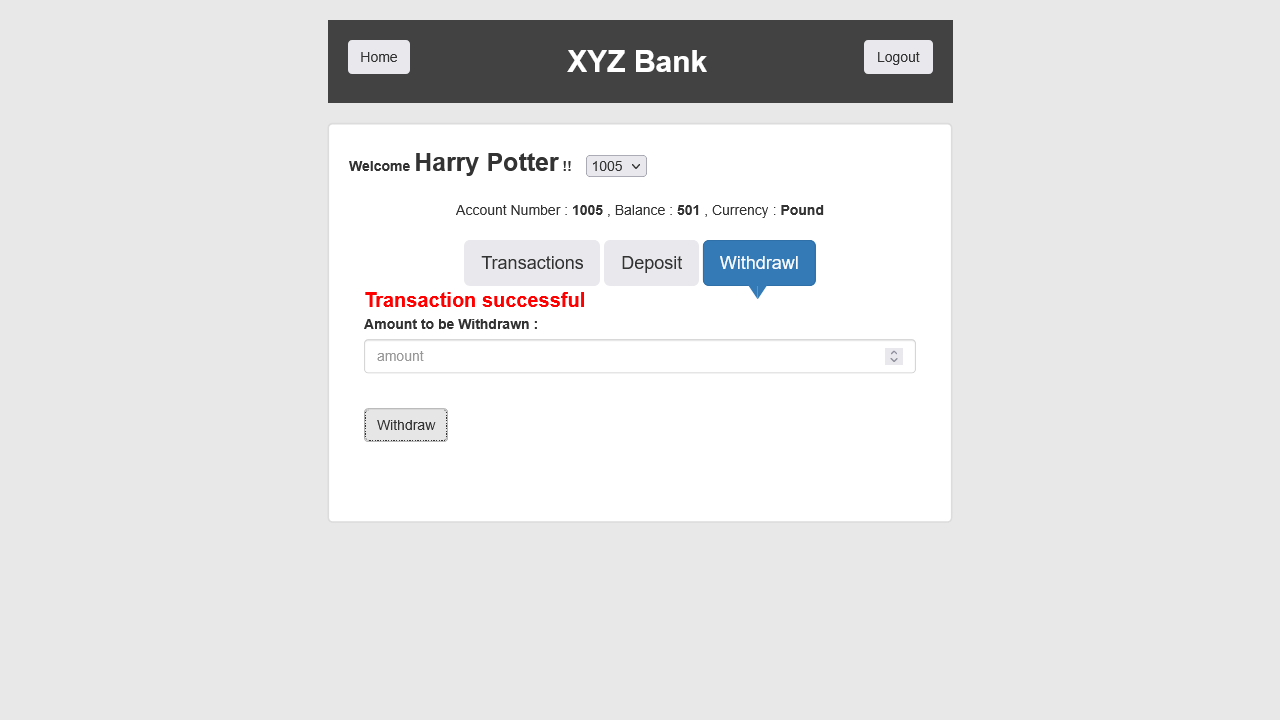 Home
XYZ Bank
Logout
Welcome Harry Potter !! 1005
Account Number : 1005 , Balance : 501 , Currency : Pound
Transactions
Deposit
Withdrawl
Transaction successful
Amount to be Withdrawn :
amount
Withdraw